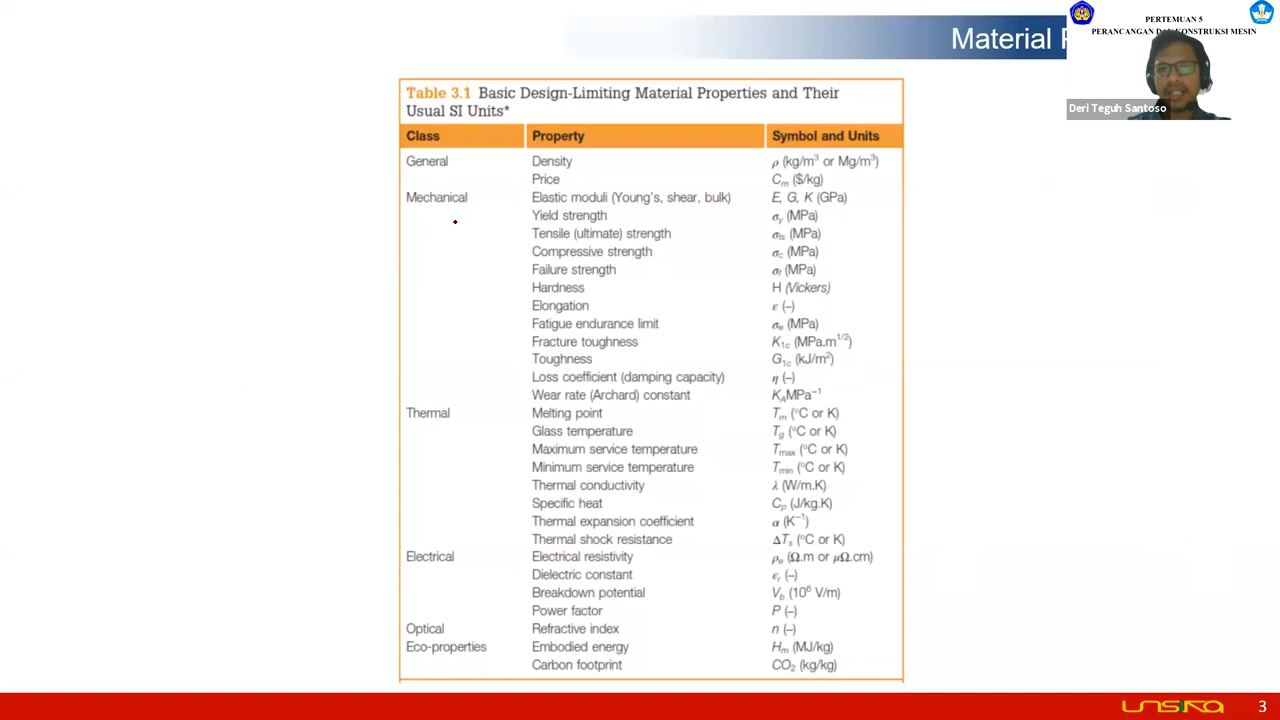 Material
PERTEMUAN 5
PERANCANGAN DAN KONSTRUKSI MESIN
Deri Teguh Santoso
Table 3.1 Basic Design-Limiting Material Properties and Their
Usual SI Units*
Class Property Symbol and Units
General Density ρ (kg/m³ or Mg/m³)
Price Cₘ ($/kg)
Mechanical Elastic moduli (Young's, shear, bulk) E, G, K (GPa)
Yield strength σy (MPa)
Tensile (ultimate) strength σts (MPa)
Compressive strength σc (MPa)
Failure strength σf (MPa)
Hardness H (Vickers)
Elongation ε (–)
Fatigue endurance limit σe (MPa)
Fracture toughness K1c (MPa.m^1/2)
Toughness G1c (kJ/m²)
Loss coefficient (damping capacity) η (–)
Wear rate (Archard) constant KA MPa⁻¹
Thermal Melting point Tm (°C or K)
Glass temperature Tg (°C or K)
Maximum service temperature Tmax (°C or K)
Minimum service temperature Tmin (°C or K)
Thermal conductivity λ (W/m.K)
Specific heat Cp (J/kg.K)
Thermal expansion coefficient α (K⁻¹)
Thermal shock resistance ΔTs (°C or K)
Electrical Electrical resistivity ρe (Ω.m or μΩ.cm)
Dielectric constant εr (–)
Breakdown potential Vb (10⁶ V/m)
Power factor P (–)
Optical Refractive index n (–)
Eco-properties Embodied energy Hm (MJ/kg)
Carbon footprint CO2 (kg/kg)
unsika 3